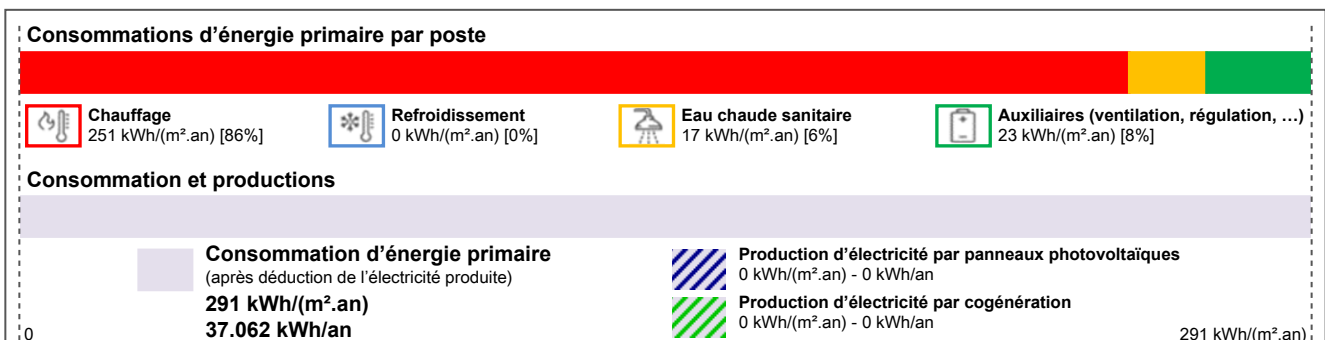 Consommations d'énergie primaire par poste
Chauffage
251 kWh/(m².an) [86%]
Refroidissement
0 kWh/(m².an) [0%]
Eau chaude sanitaire
17 kWh/(m².an) [6%]
Auxiliaires (ventilation, régulation, …)
23 kWh/(m².an) [8%]
Consommation et productions
Consommation d'énergie primaire
(après déduction de l'électricité produite)
291 kWh/(m².an)
37.062 kWh/an
Production d'électricité par panneaux photovoltaïques
0 kWh/(m².an) - 0 kWh/an
Production d'électricité par cogénération
0 kWh/(m².an) - 0 kWh/an
0
291 kWh/(m².an)